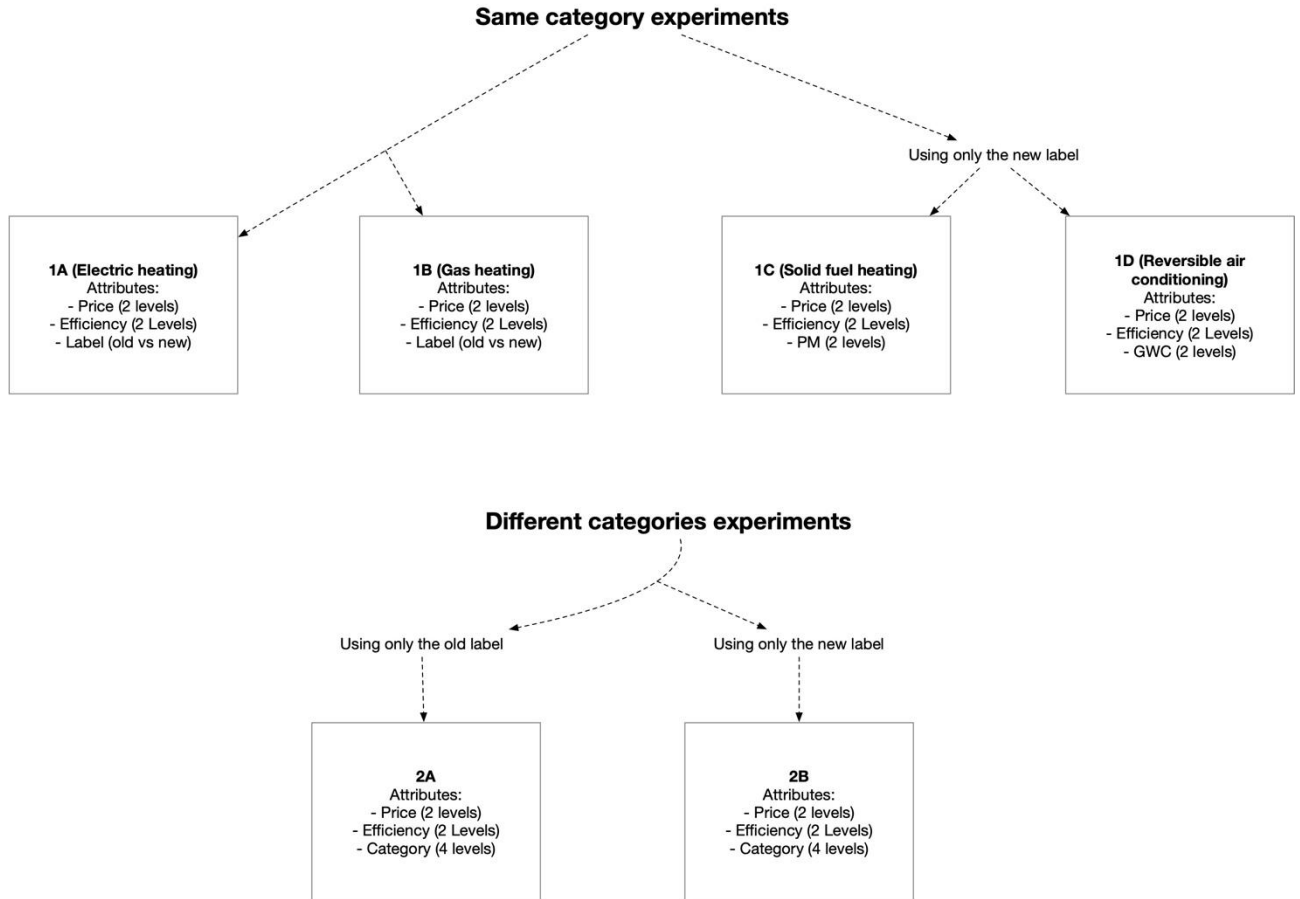 Same category experiments
Using only the new label
1A (Electric heating)
Attributes:
- Price (2 levels)
- Efficiency (2 Levels)
- Label (old vs new)
1B (Gas heating)
Attributes:
- Price (2 levels)
- Efficiency (2 Levels)
- Label (old vs new)
1C (Solid fuel heating)
Attributes:
- Price (2 levels)
- Efficiency (2 Levels)
- PM (2 levels)
1D (Reversible air
conditioning)
Attributes:
- Price (2 levels)
- Efficiency (2 Levels)
- GWC (2 levels)
Different categories experiments
Using only the old label
Using only the new label
2A
Attributes:
- Price (2 levels)
- Efficiency (2 Levels)
- Category (4 levels)
2B
Attributes:
- Price (2 levels)
- Efficiency (2 Levels)
- Category (4 levels)